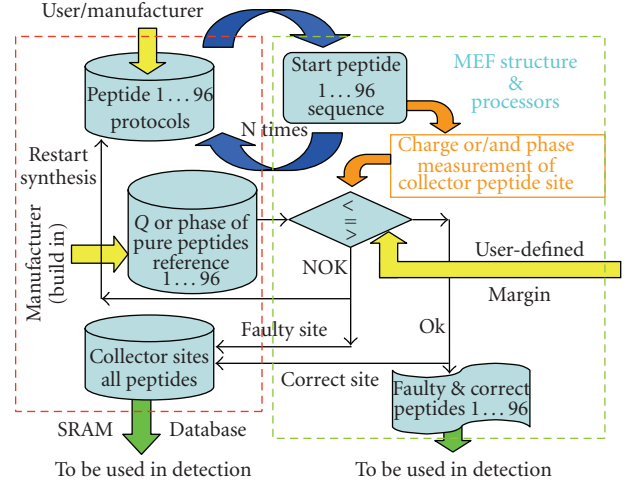 User/manufacturer
Peptide 1...96
protocols
Start peptide
1...96
sequence
MEF structure
&
processors
N times
Restart
synthesis
Charge or/and phase
measurement of
collector peptide site
Manufacturer
(build in)
Q or phase of
pure peptides
reference
1...96
<
=
>
User-defined
Margin
NOK
Ok
Faulty site
Collector sites
all peptides
Correct site
Faulty & correct
peptides 1...96
SRAM
Database
To be used in detection
To be used in detection